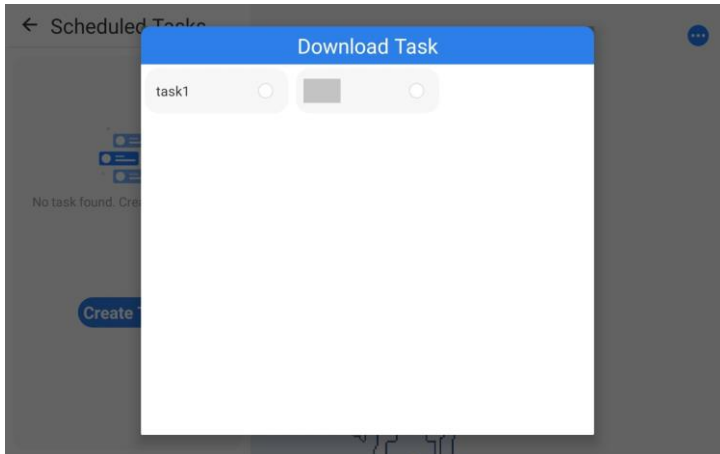 ← Scheduled Tasks
Download Task
task1
No task found. Cre
Create